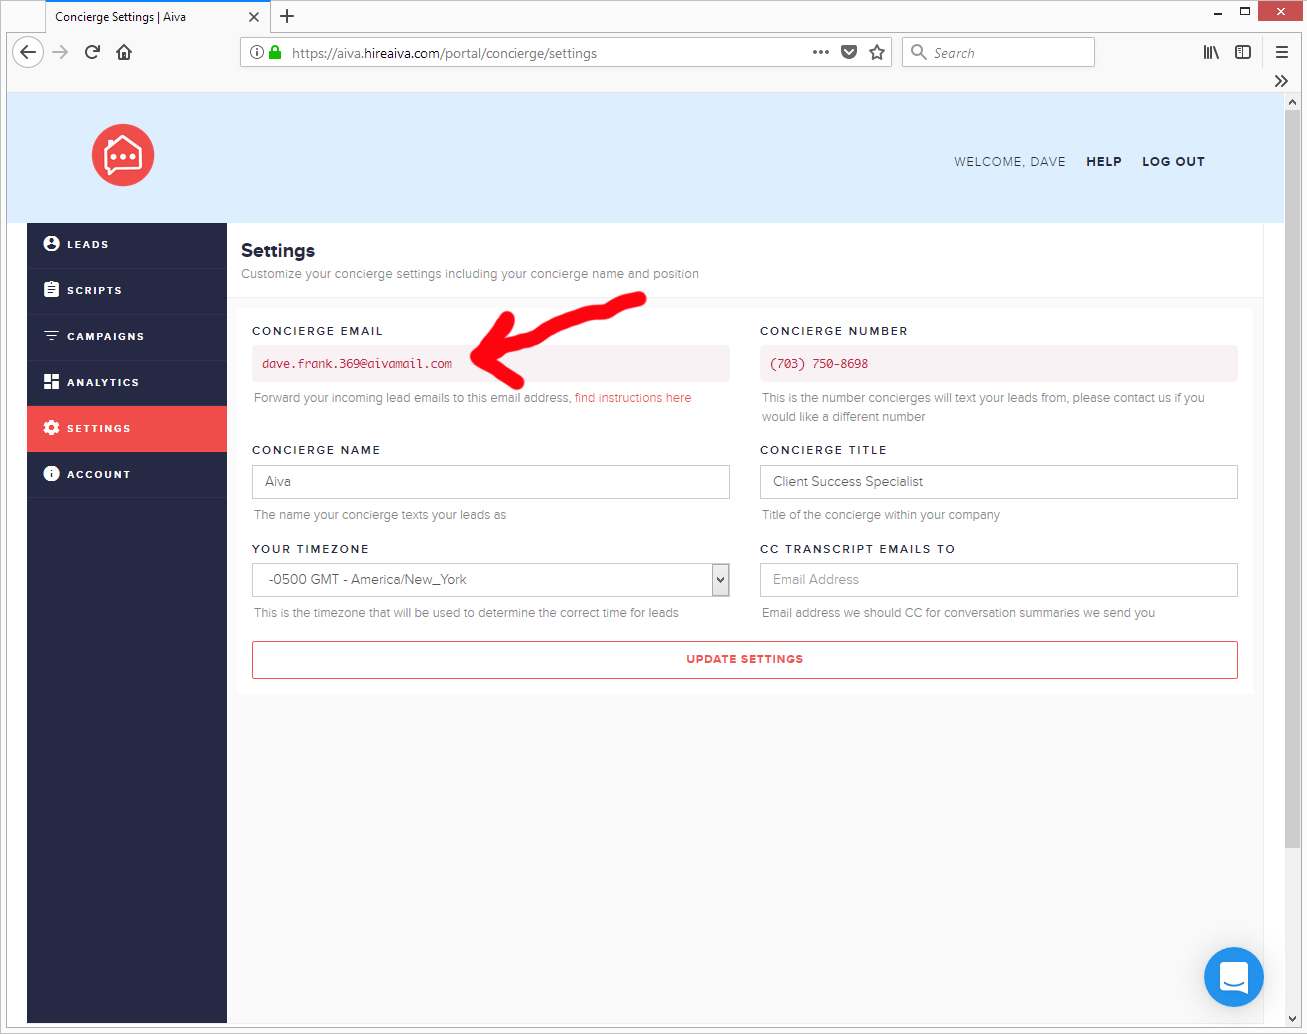 Concierge Settings | Aiva
https://aiva.hireaiva.com/portal/concierge/settings
Search
WELCOME, DAVE HELP LOG OUT
LEADS
SCRIPTS
CAMPAIGNS
ANALYTICS
SETTINGS
ACCOUNT
Settings
Customize your concierge settings including your concierge name and position
CONCIERGE EMAIL
dave.frank.369@aivamail.com
Forward your incoming lead emails to this email address, find instructions here
CONCIERGE NUMBER
(703) 750-8698
This is the number concierges will text your leads from, please contact us if you
would like a different number
CONCIERGE NAME
Aiva
The name your concierge texts your leads as
CONCIERGE TITLE
Client Success Specialist
Title of the concierge within your company
YOUR TIMEZONE
-0500 GMT - America/New_York
This is the timezone that will be used to determine the correct time for leads
CC TRANSCRIPT EMAILS TO
Email Address
Email address we should CC for conversation summaries we send you
UPDATE SETTINGS